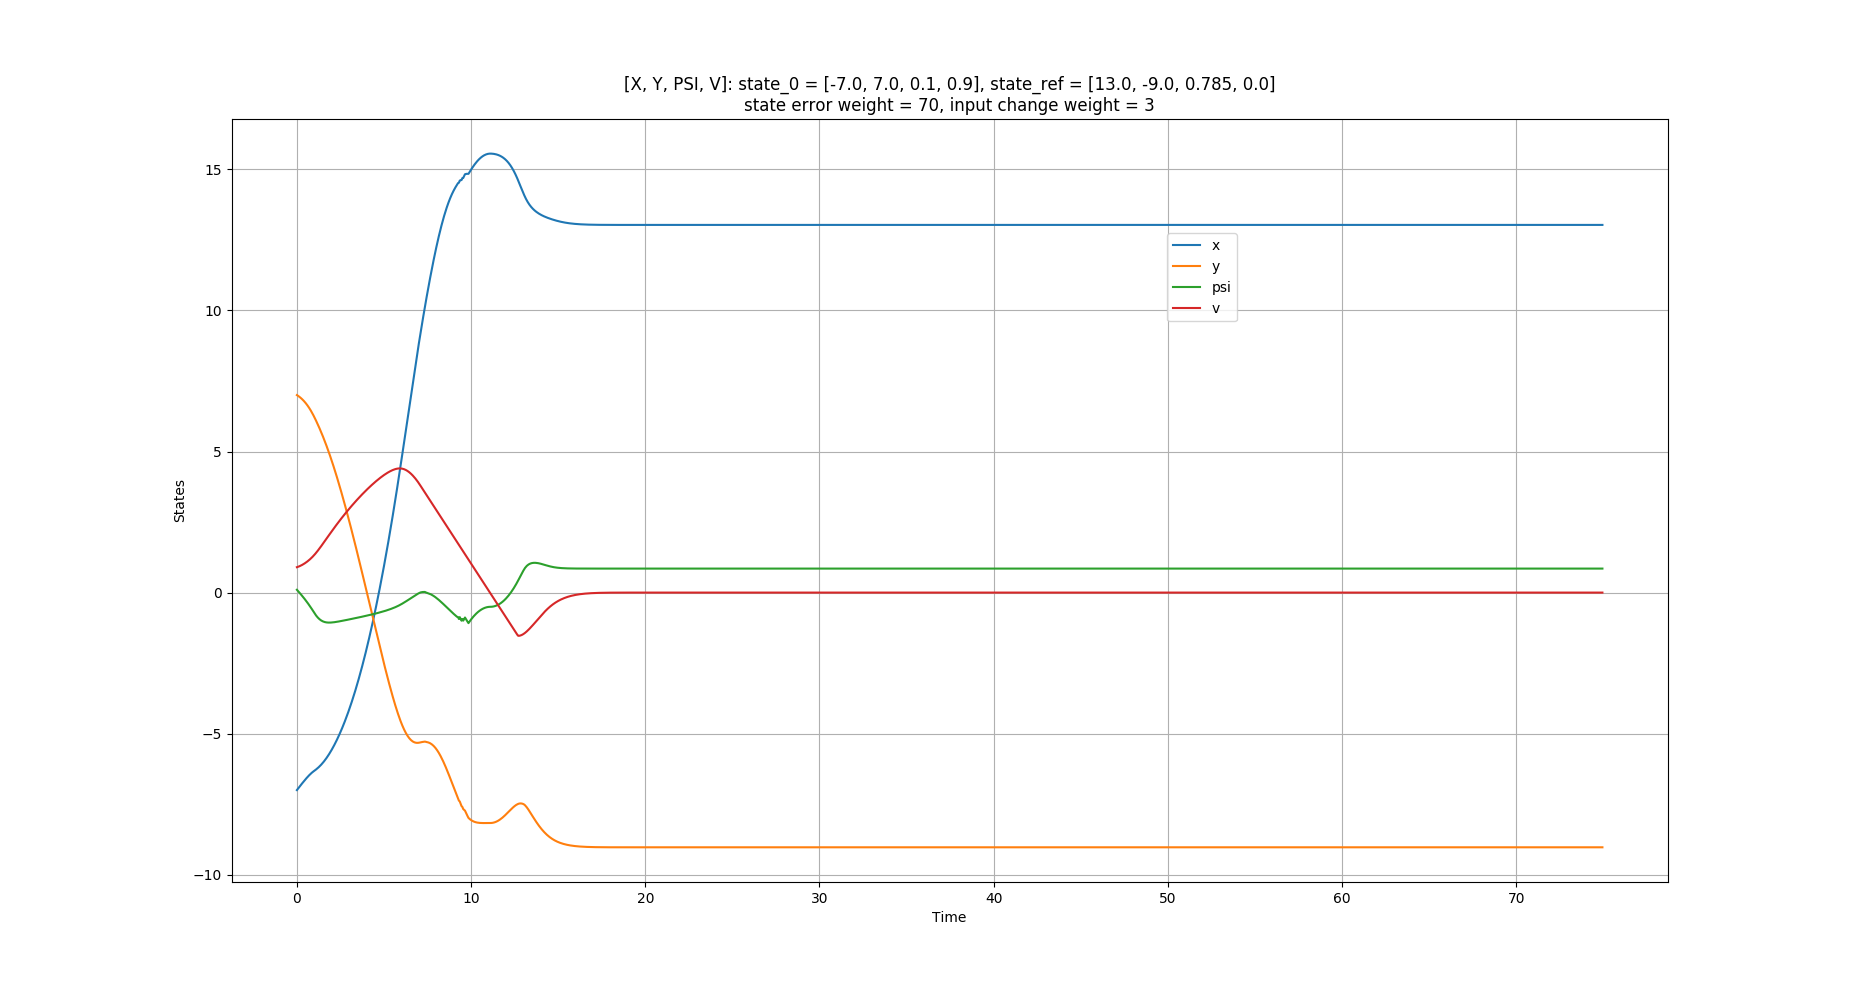 [X, Y, PSI, V]: state_0 = [-7.0, 7.0, 0.1, 0.9], state_ref = [13.0, -9.0, 0.785, 0.0]
state error weight = 70, input change weight = 3
15
10
5
0
−5
−10
States
x
y
psi
v
0 10 20 30 40 50 60 70
Time